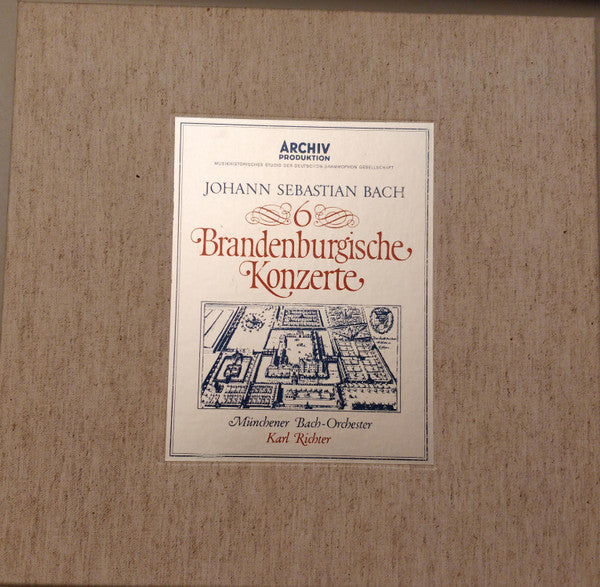 ARCHIV
PRODUKTION
MUSIKHISTORISCHES STUDIO DER DEUTSCHEN GRAMMOPHON GESELLSCHAFT
JOHANN SEBASTIAN BACH
6
Brandenburgische
Konzerte
Münchener Bach-Orchester
Karl Richter